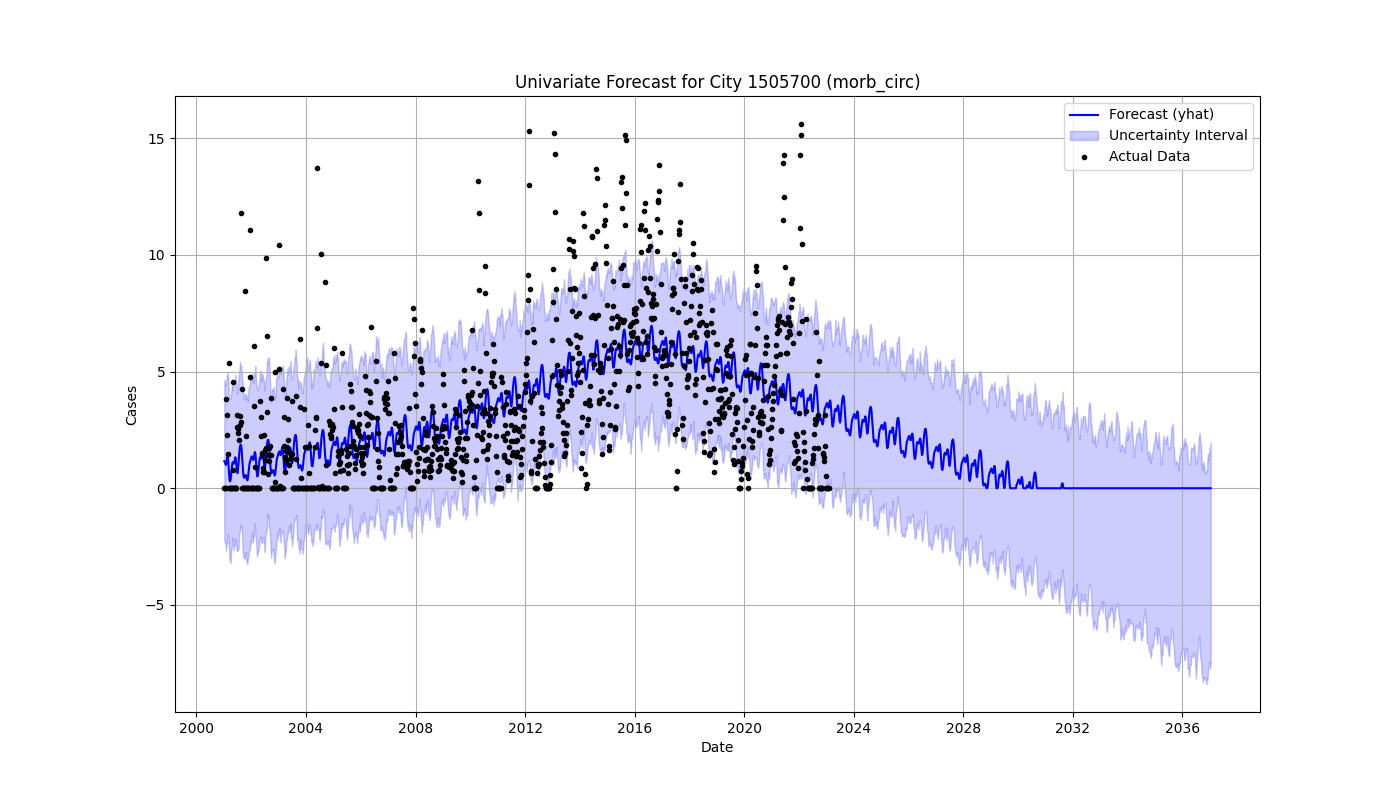 Univariate Forecast for City 1505700 (morb_circ)
Forecast (yhat)
Uncertainty Interval
Actual Data
15
10
5
0
−5
Cases
2000 2004 2008 2012 2016 2020 2024 2028 2032 2036
Date